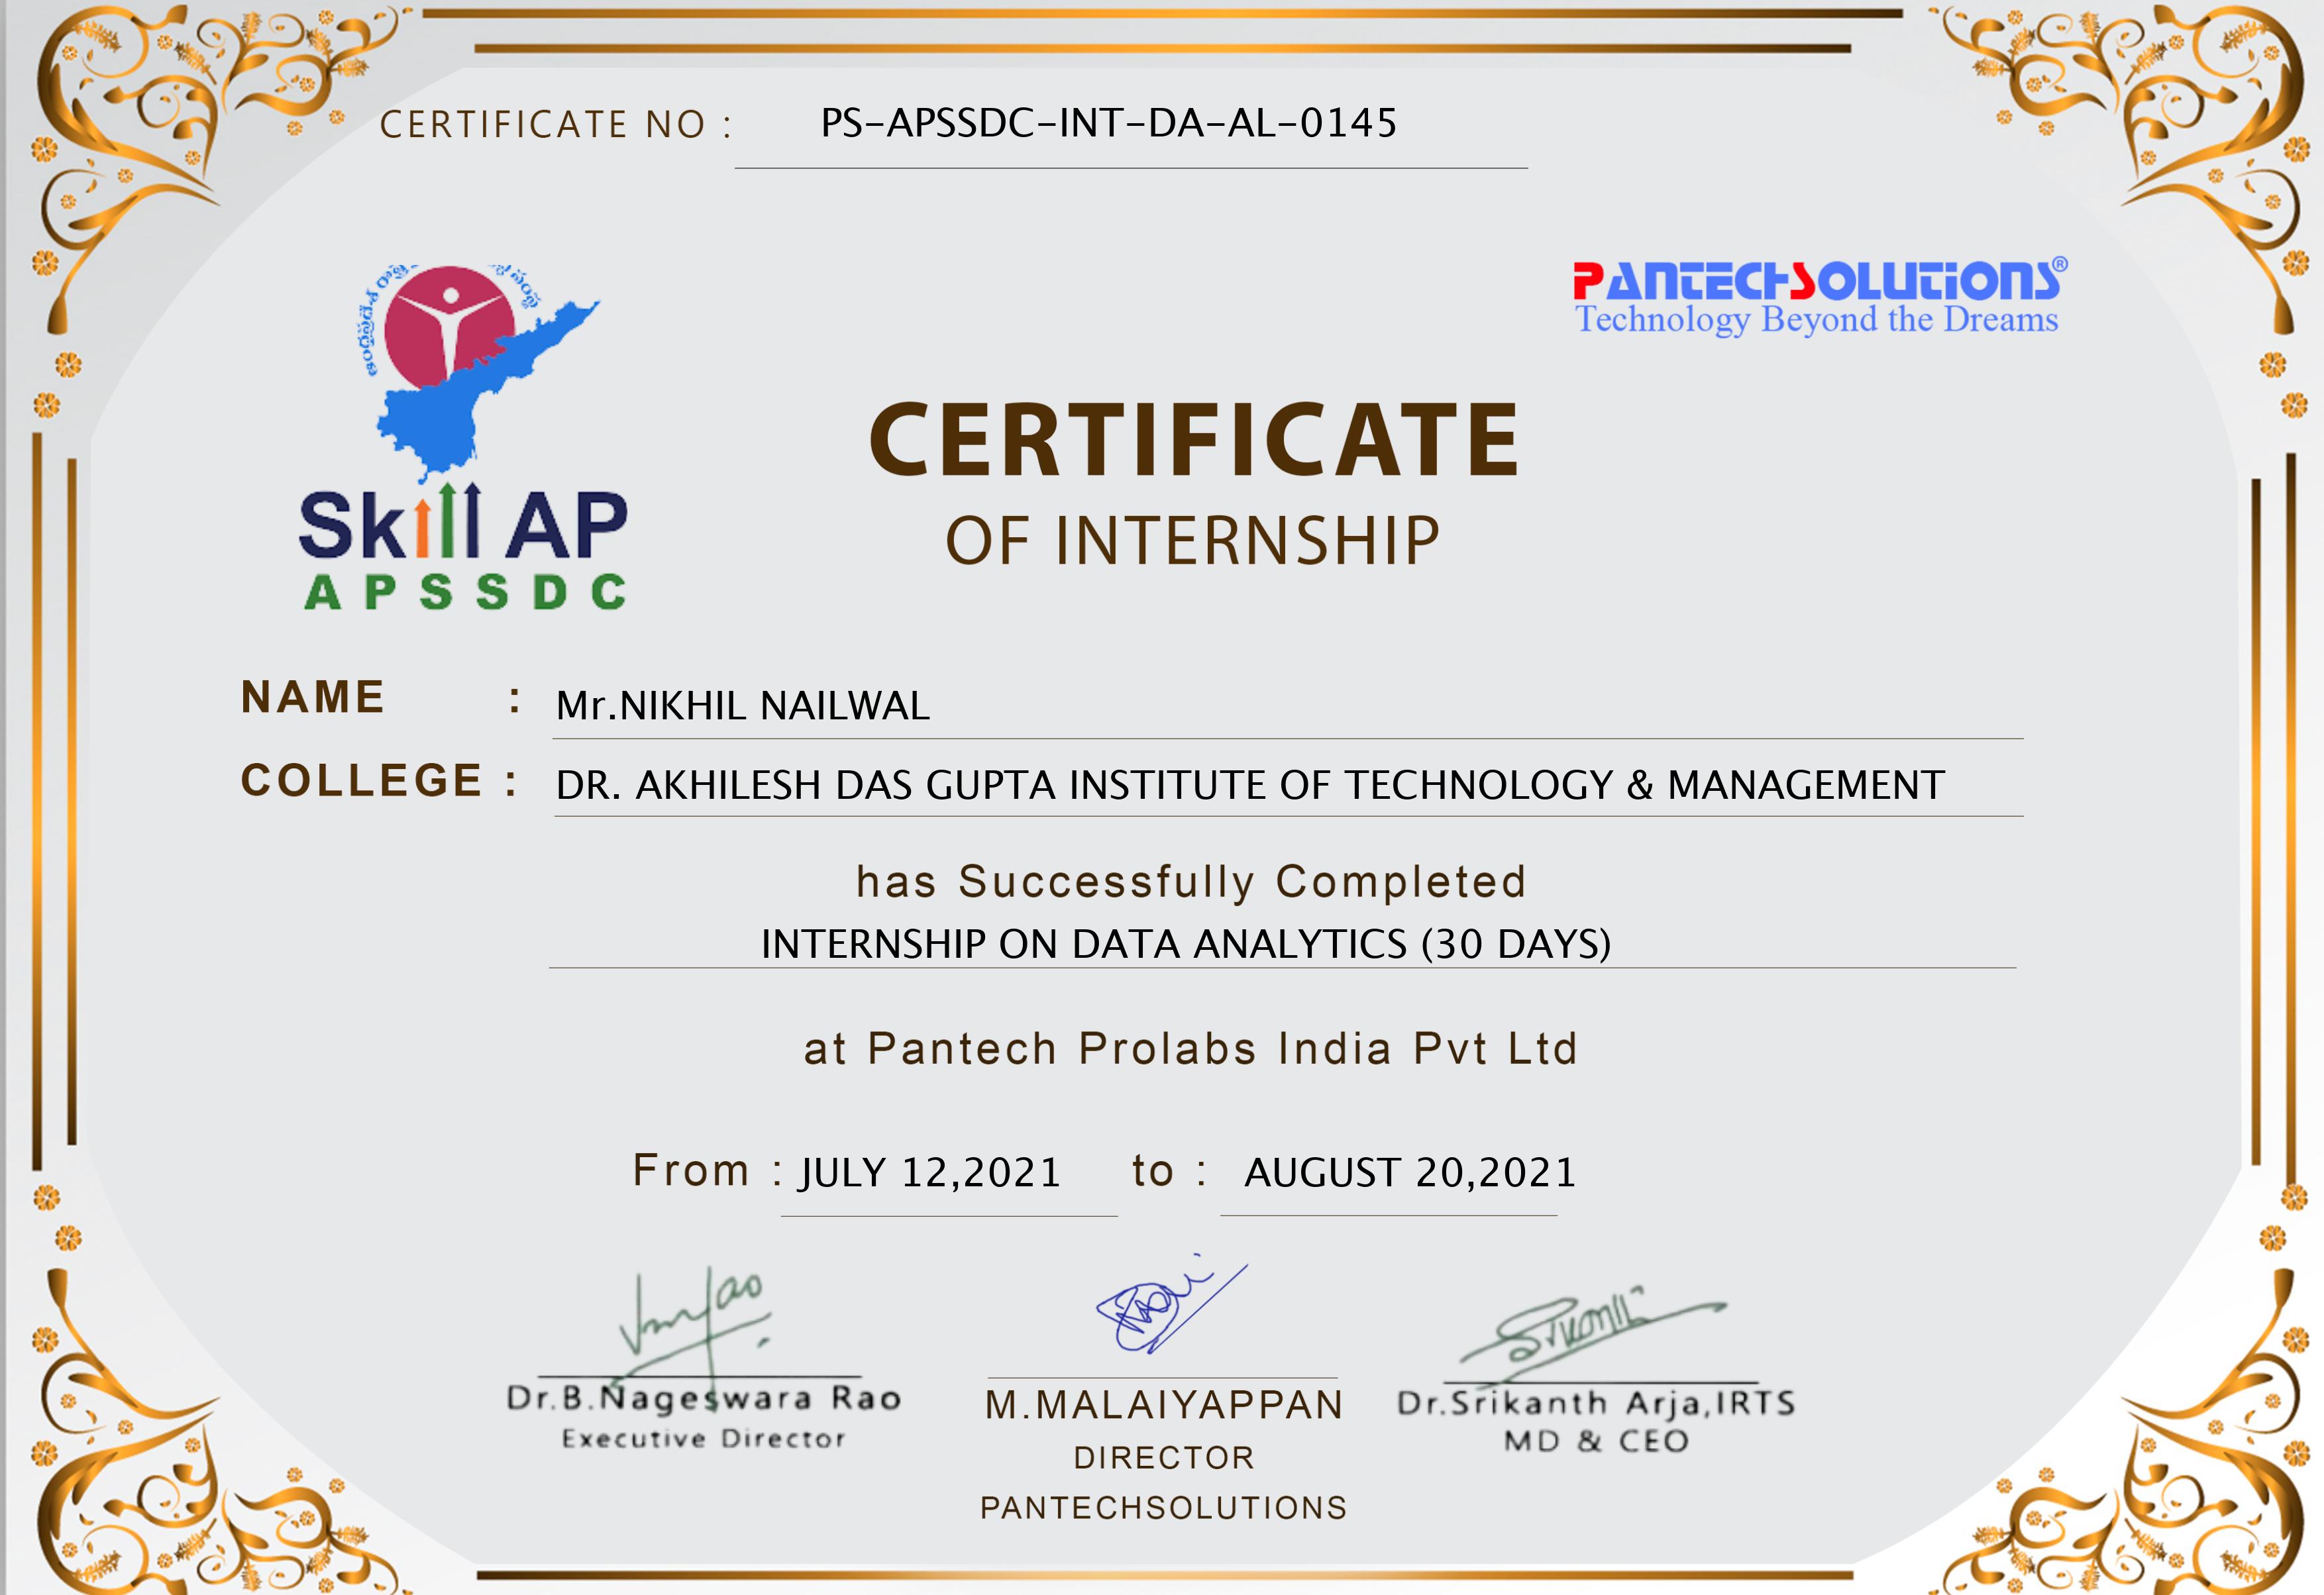 CERTIFICATE NO : PS-APSSDC-INT-DA-AL-0145
PANTECHSOLUTIONS®
Technology Beyond the Dreams
Skill AP
APSSDC
CERTIFICATE
OF INTERNSHIP
NAME : Mr.NIKHIL NAILWAL
COLLEGE : DR. AKHILESH DAS GUPTA INSTITUTE OF TECHNOLOGY & MANAGEMENT
has Successfully Completed
INTERNSHIP ON DATA ANALYTICS (30 DAYS)
at Pantech Prolabs India Pvt Ltd
From : JULY 12,2021 to : AUGUST 20,2021
Dr.B.Nageswara Rao
Executive Director
M.MALAIYAPPAN
DIRECTOR
PANTECHSOLUTIONS
Dr.Srikanth Arja,IRTS
MD & CEO